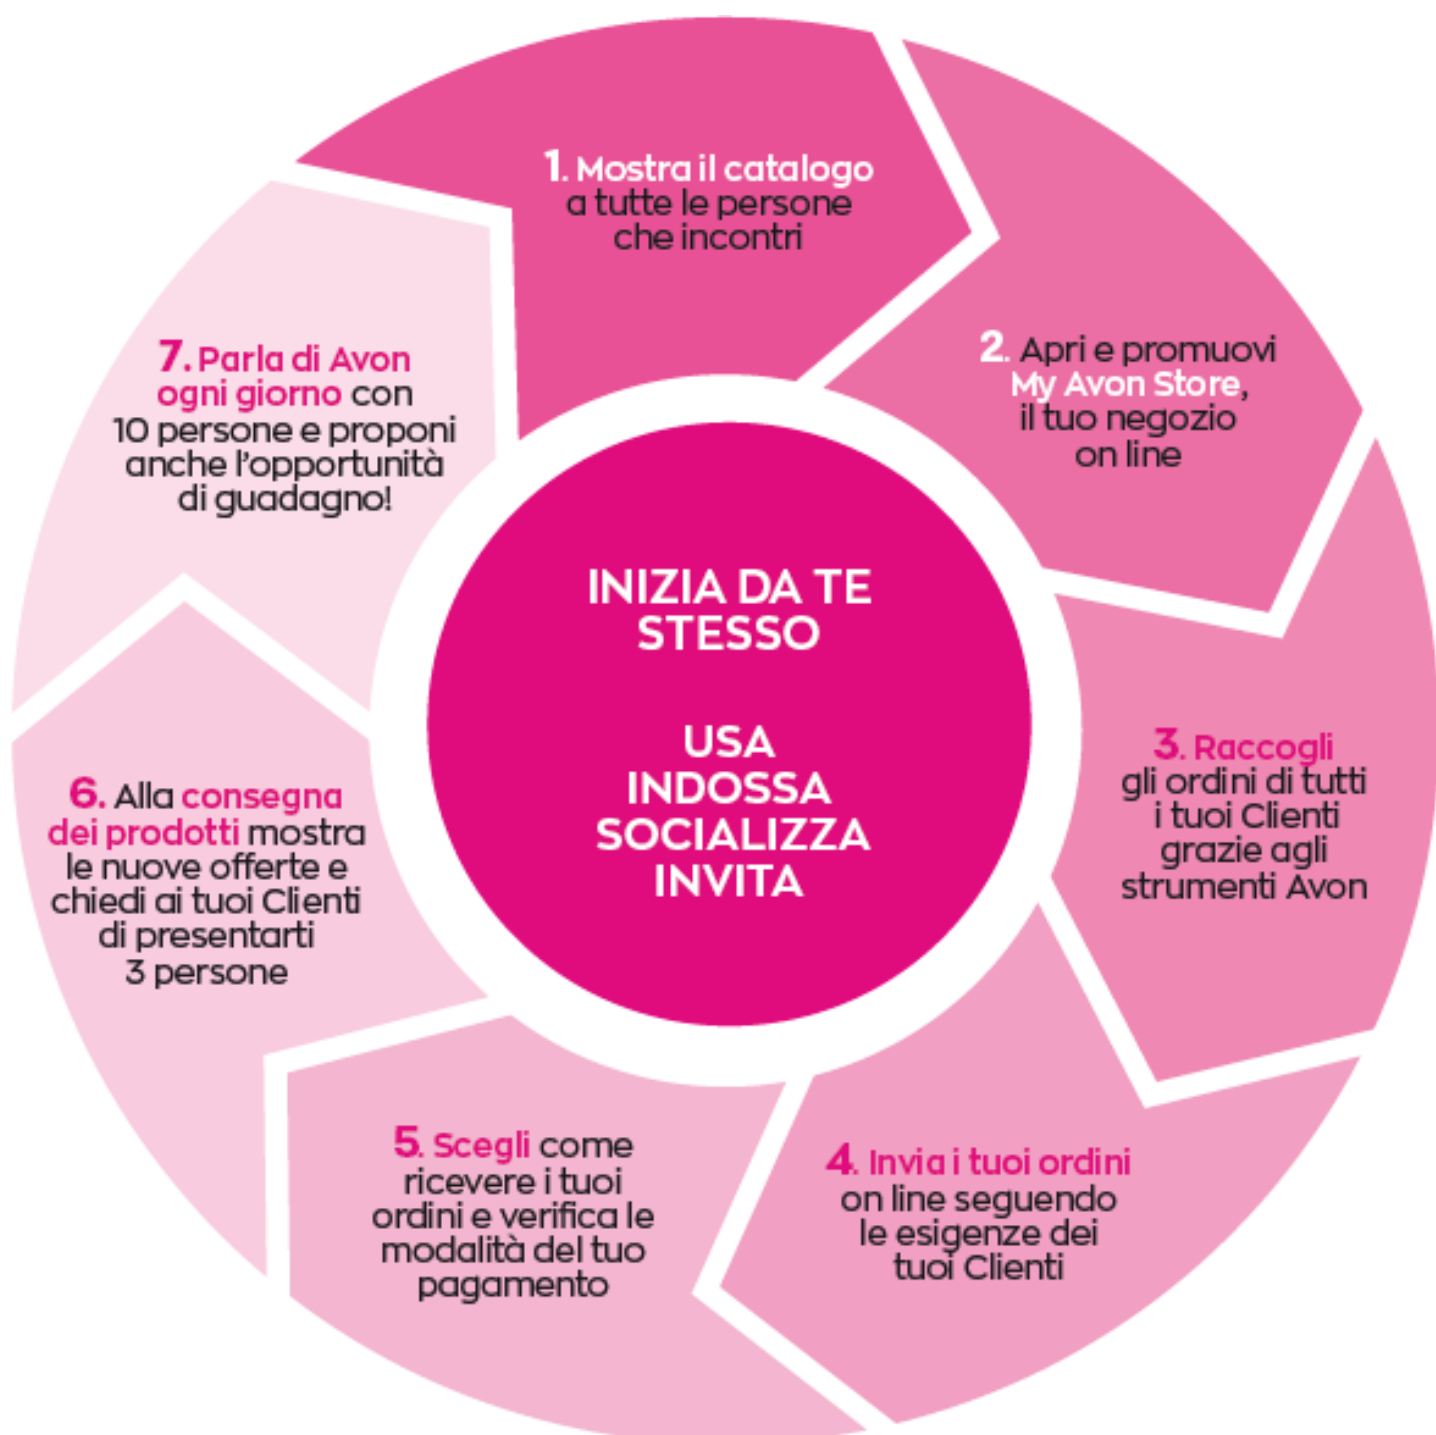 1. Mostra il catalogo
a tutte le persone
che incontri
2. Apri e promuovi
My Avon Store,
il tuo negozio
on line
3. Raccogli
gli ordini di tutti
i tuoi Clienti
grazie agli
strumenti Avon
4. Invia i tuoi ordini
on line seguendo
le esigenze dei
tuoi Clienti
5. Scegli come
ricevere i tuoi
ordini e verifica le
modalità del tuo
pagamento
6. Alla consegna
dei prodotti mostra
le nuove offerte e
chiedi ai tuoi Clienti
di presentarti
3 persone
7. Parla di Avon
ogni giorno con
10 persone e proponi
anche l'opportunità
di guadagno!
INIZIA DA TE
STESSO
USA
INDOSSA
SOCIALIZZA
INVITA